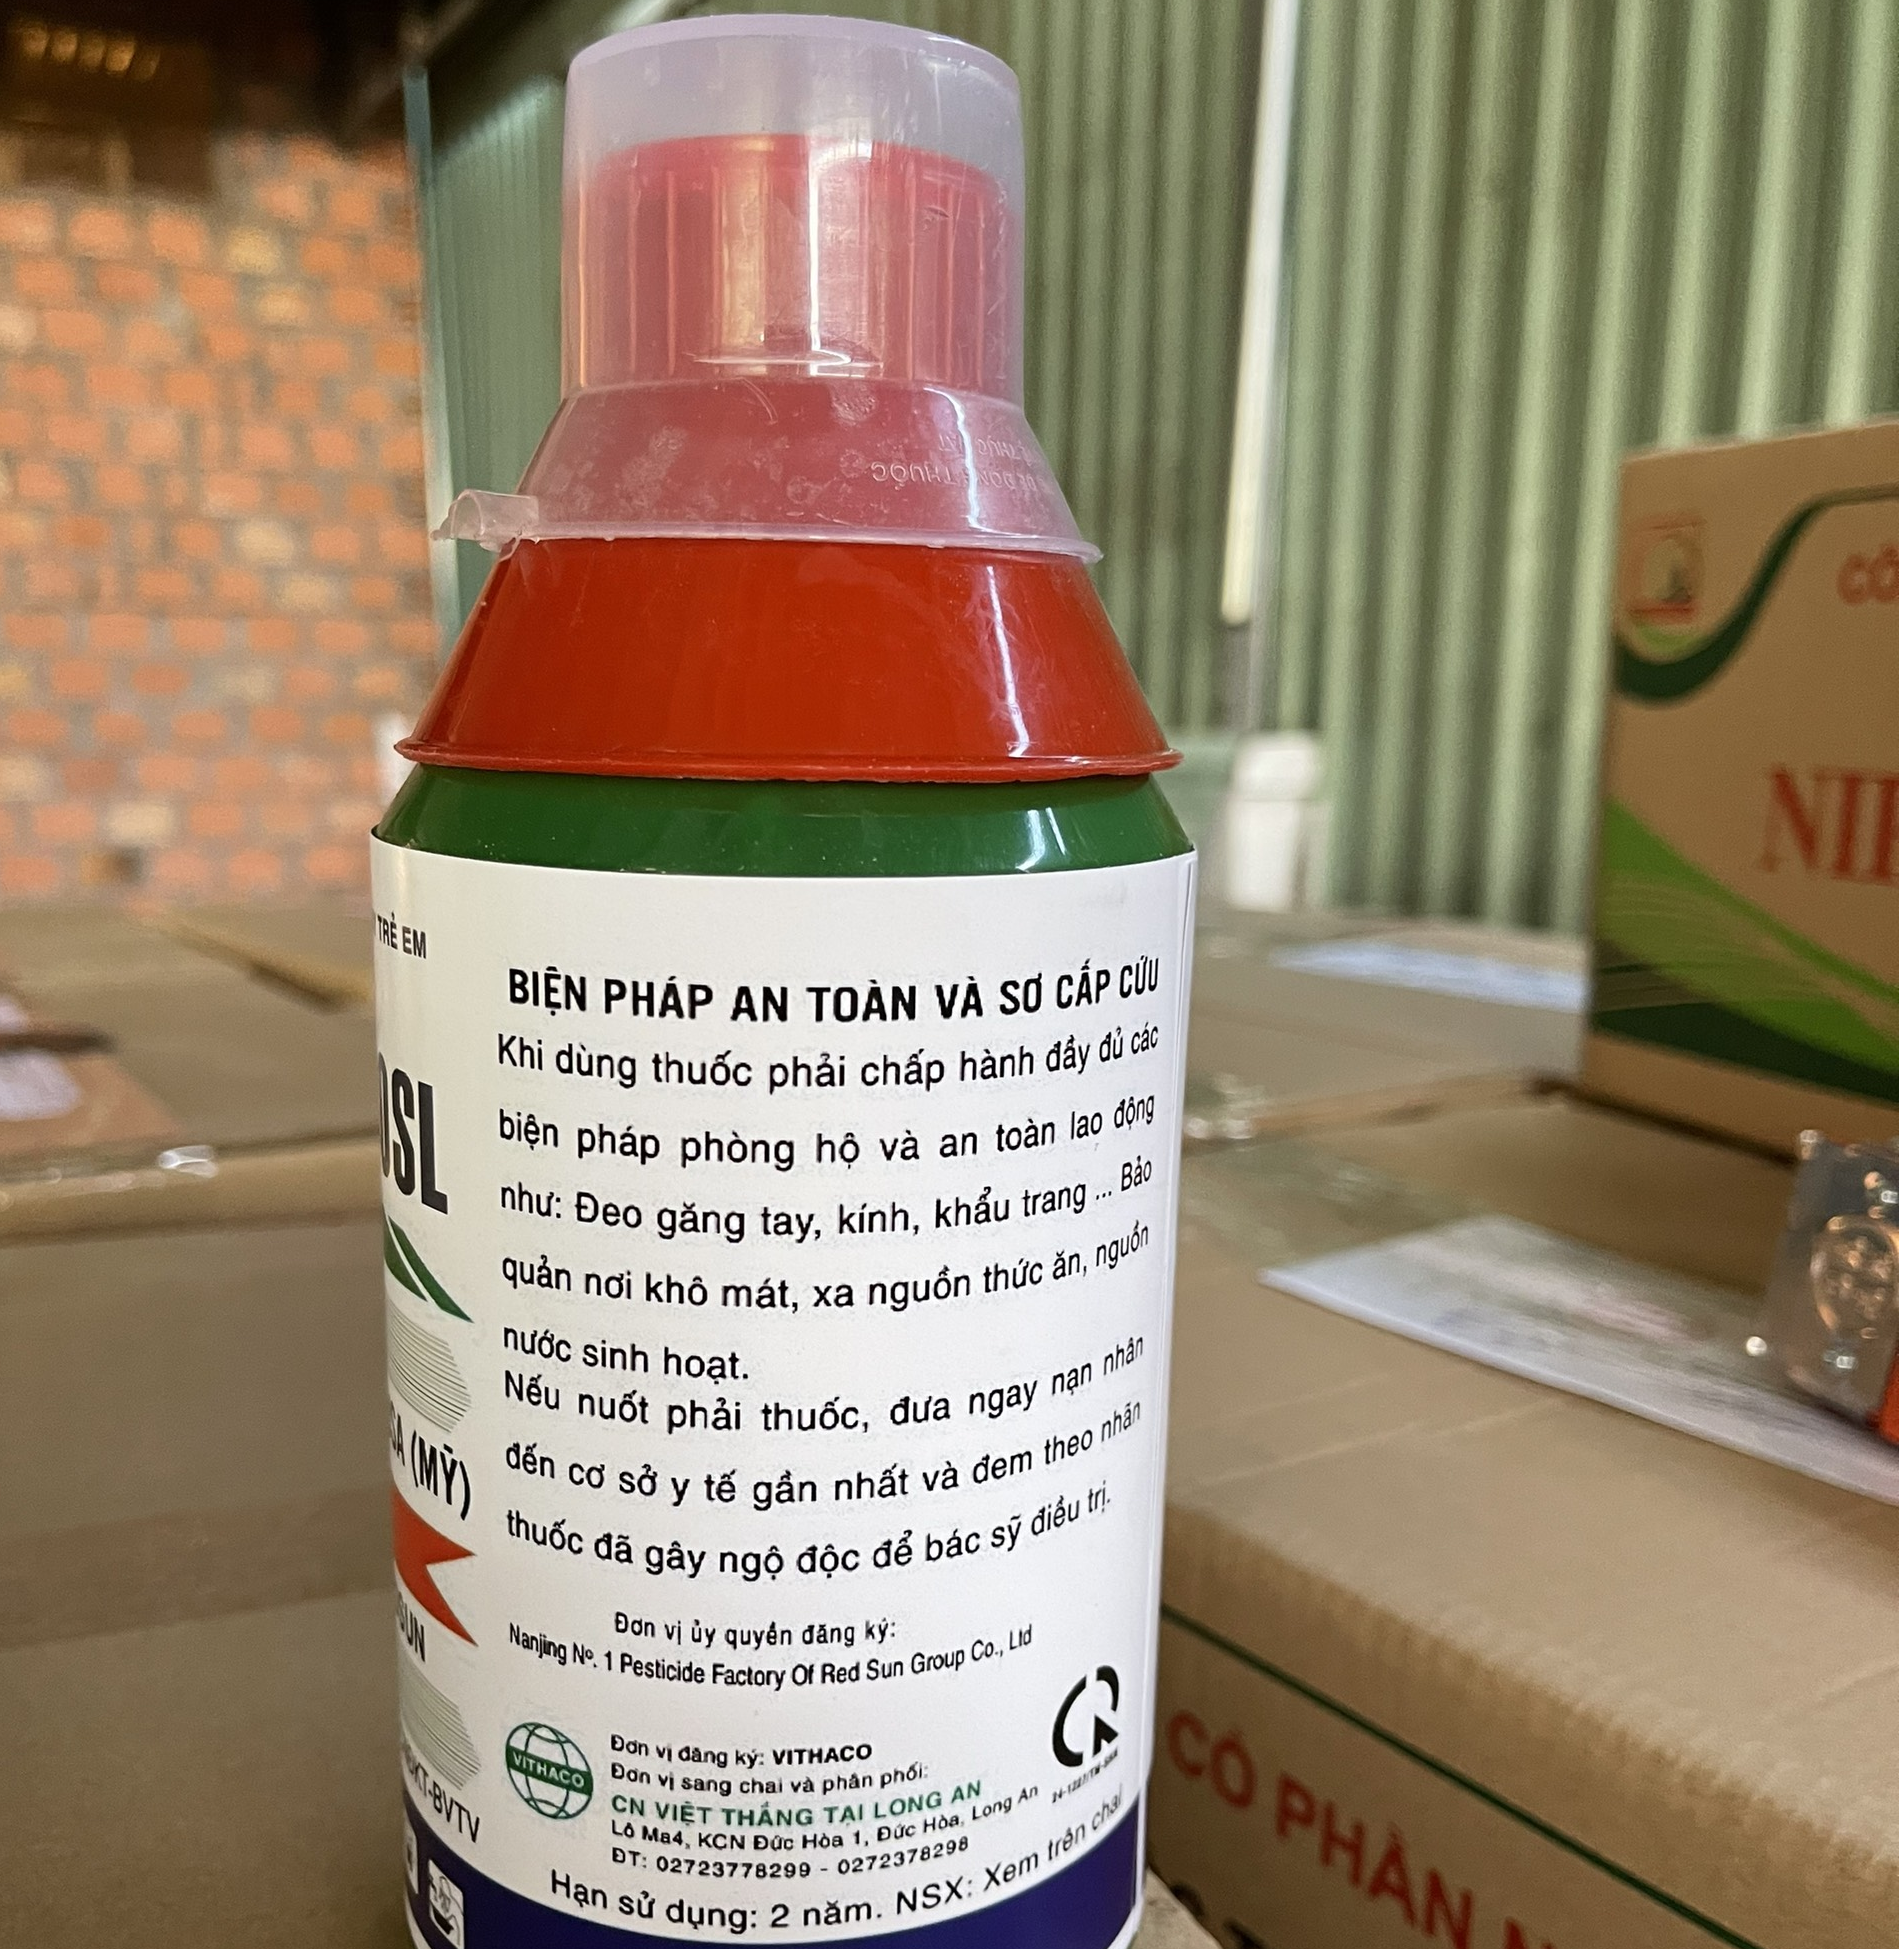 TRẺ EM
SL
(MỸ)
BVTV
BIỆN PHÁP AN TOÀN VÀ SƠ CẤP CỨU
Khi dùng thuốc phải chấp hành đầy đủ các
biện pháp phòng hộ và an toàn lao động
như: Đeo găng tay, kính, khẩu trang ... Bảo
quản nơi khô mát, xa nguồn thức ăn, nguồn
nước sinh hoạt.
Nếu nuốt phải thuốc, đưa ngay nạn nhân
đến cơ sở y tế gần nhất và đem theo nhãn
thuốc đã gây ngộ độc để bác sỹ điều trị.
Đơn vị ủy quyền đăng ký:
Nanjing Nº. 1 Pesticide Factory Of Red Sun Group Co., Ltd
VITHACO
Đơn vị đăng ký: VITHACO
Đơn vị sang chai và phân phối:
CN VIỆT THẮNG TẠI LONG AN
Lô Ma4, KCN Đức Hòa 1, Đức Hòa, Long An
ĐT: 02723778299 - 0272378298
Hạn sử dụng: 2 năm. NSX: Xem trên chai
CÔ PHẦN